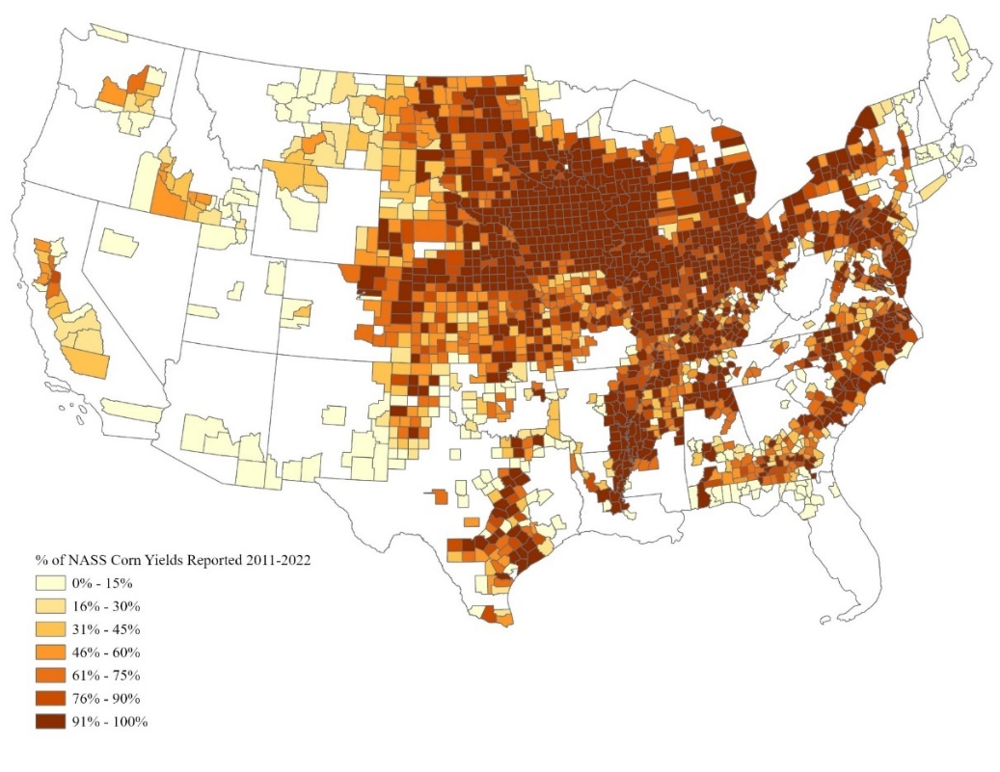 % of NASS Corn Yields Reported 2011-2022
0% - 15%
16% - 30%
31% - 45%
46% - 60%
61% - 75%
76% - 90%
91% - 100%